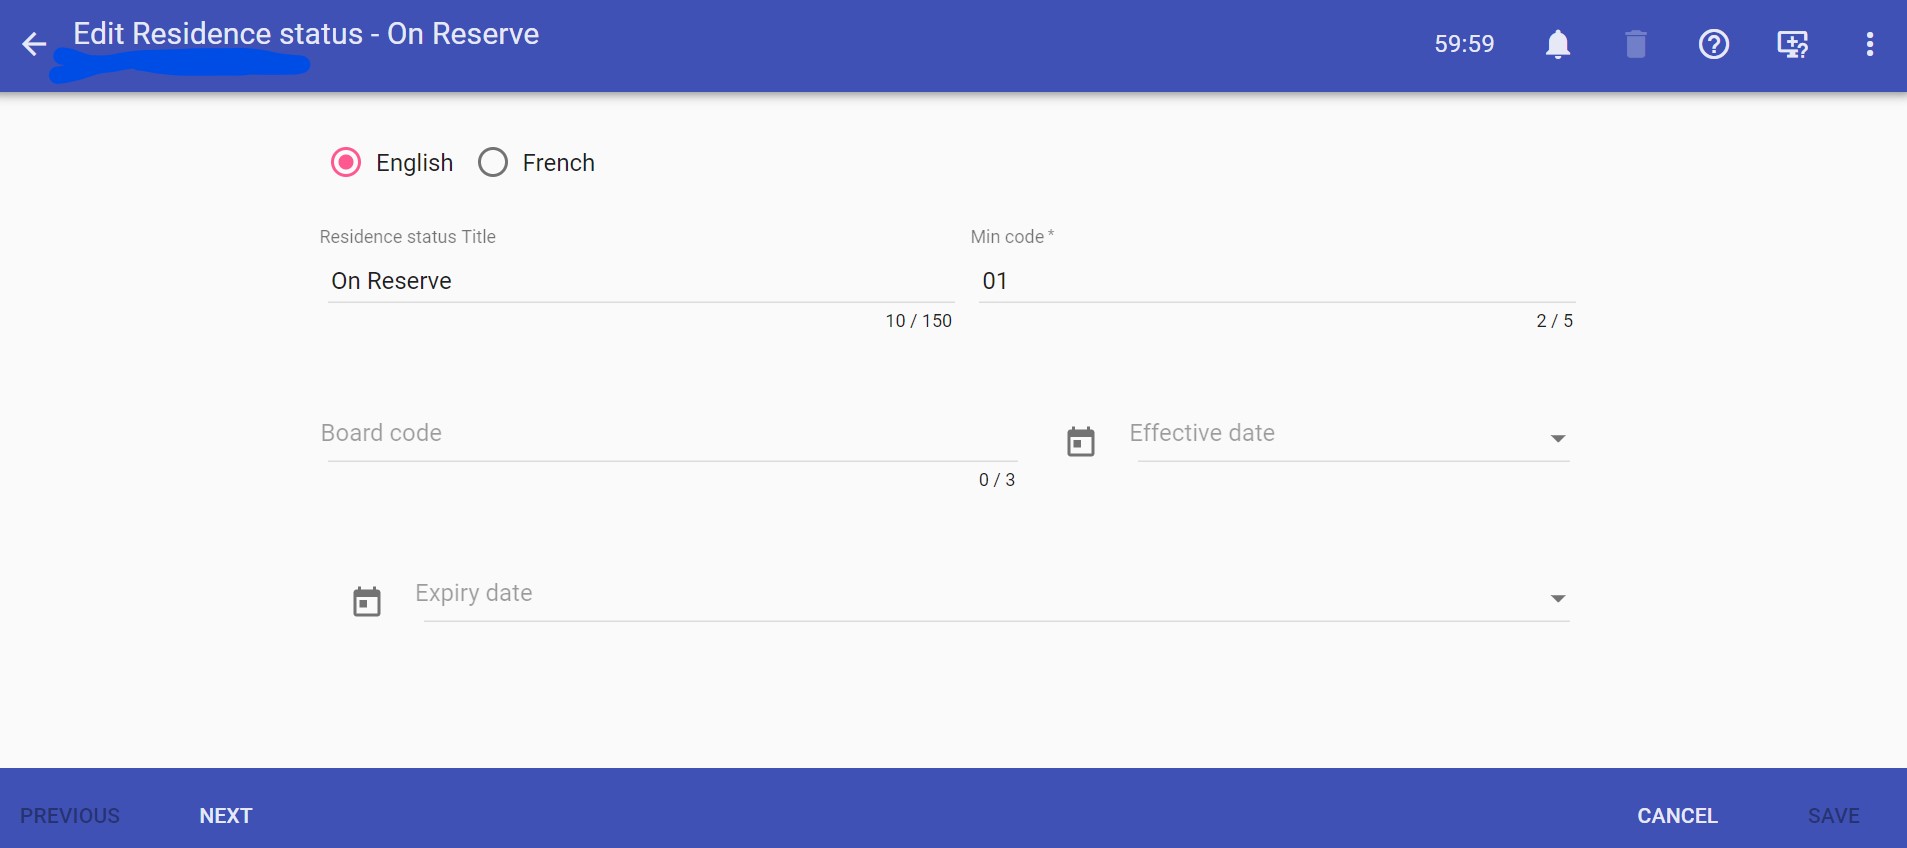 Edit Residence status - On Reserve
59:59
English French
Residence status Title Min code *
On Reserve 01
10 / 150 2 / 5
Board code Effective date
0 / 3
Expiry date
PREVIOUS NEXT CANCEL SAVE